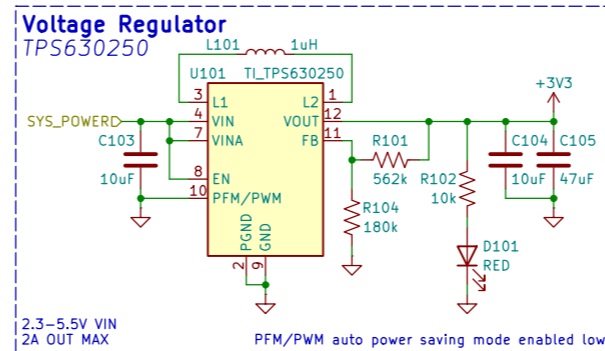 Voltage Regulator
TPS630250
L101 1uH
U101 TI_TPS630250
+3V3
3 L1 L2 1
SYS_POWER 4 VIN VOUT 12
7 VINA FB 11
C103
10uF
R101
562k
C104
10uF
C105
47uF
8 EN
R102
10k
10 PFM/PWM
R104
180k
PGND
GND
2 9
D101
RED
2.3-5.5V VIN
2A OUT MAX
PFM/PWM auto power saving mode enabled low